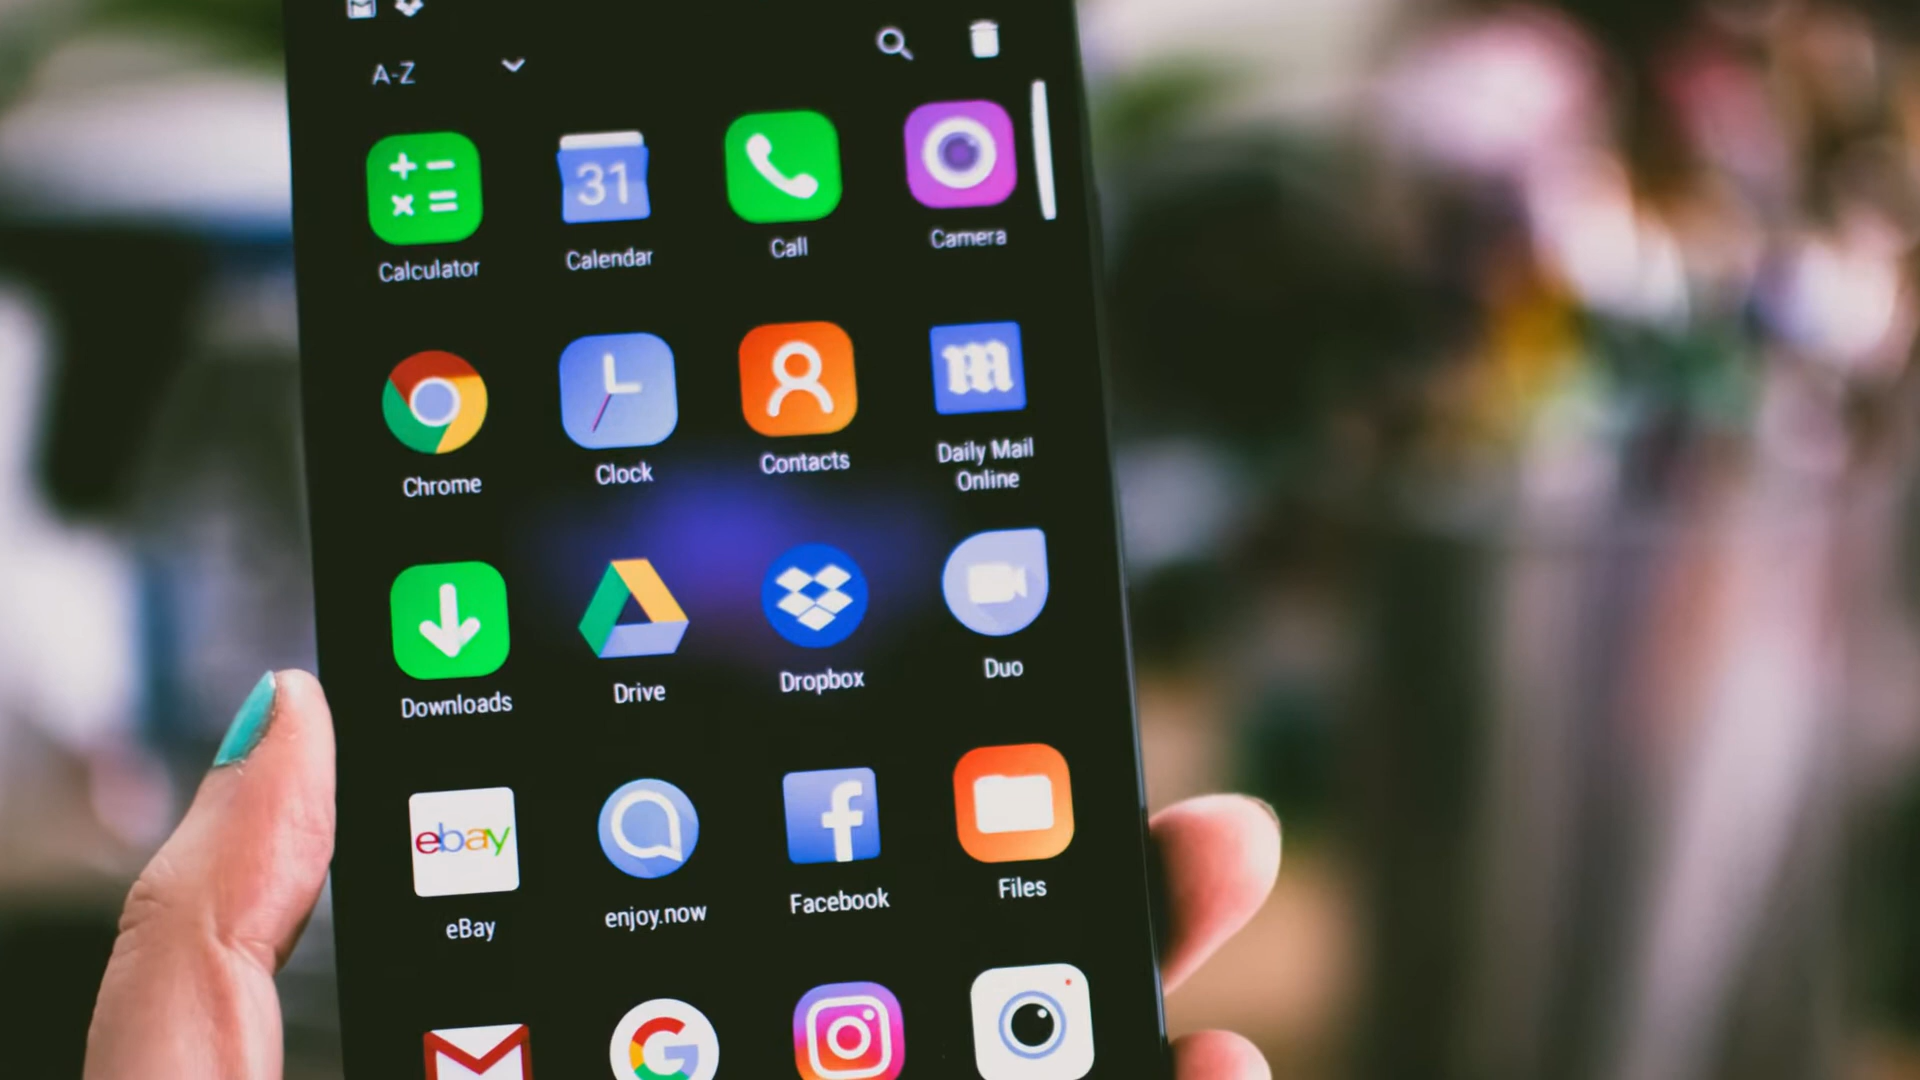 A-Z
31
Calculator
Calendar
Call
Camera
m
Chrome
Clock
Contacts
Daily Mail
Online
Downloads
Drive
Dropbox
Duo
ebay
f
eBay
enjoy.now
Facebook
Files
G